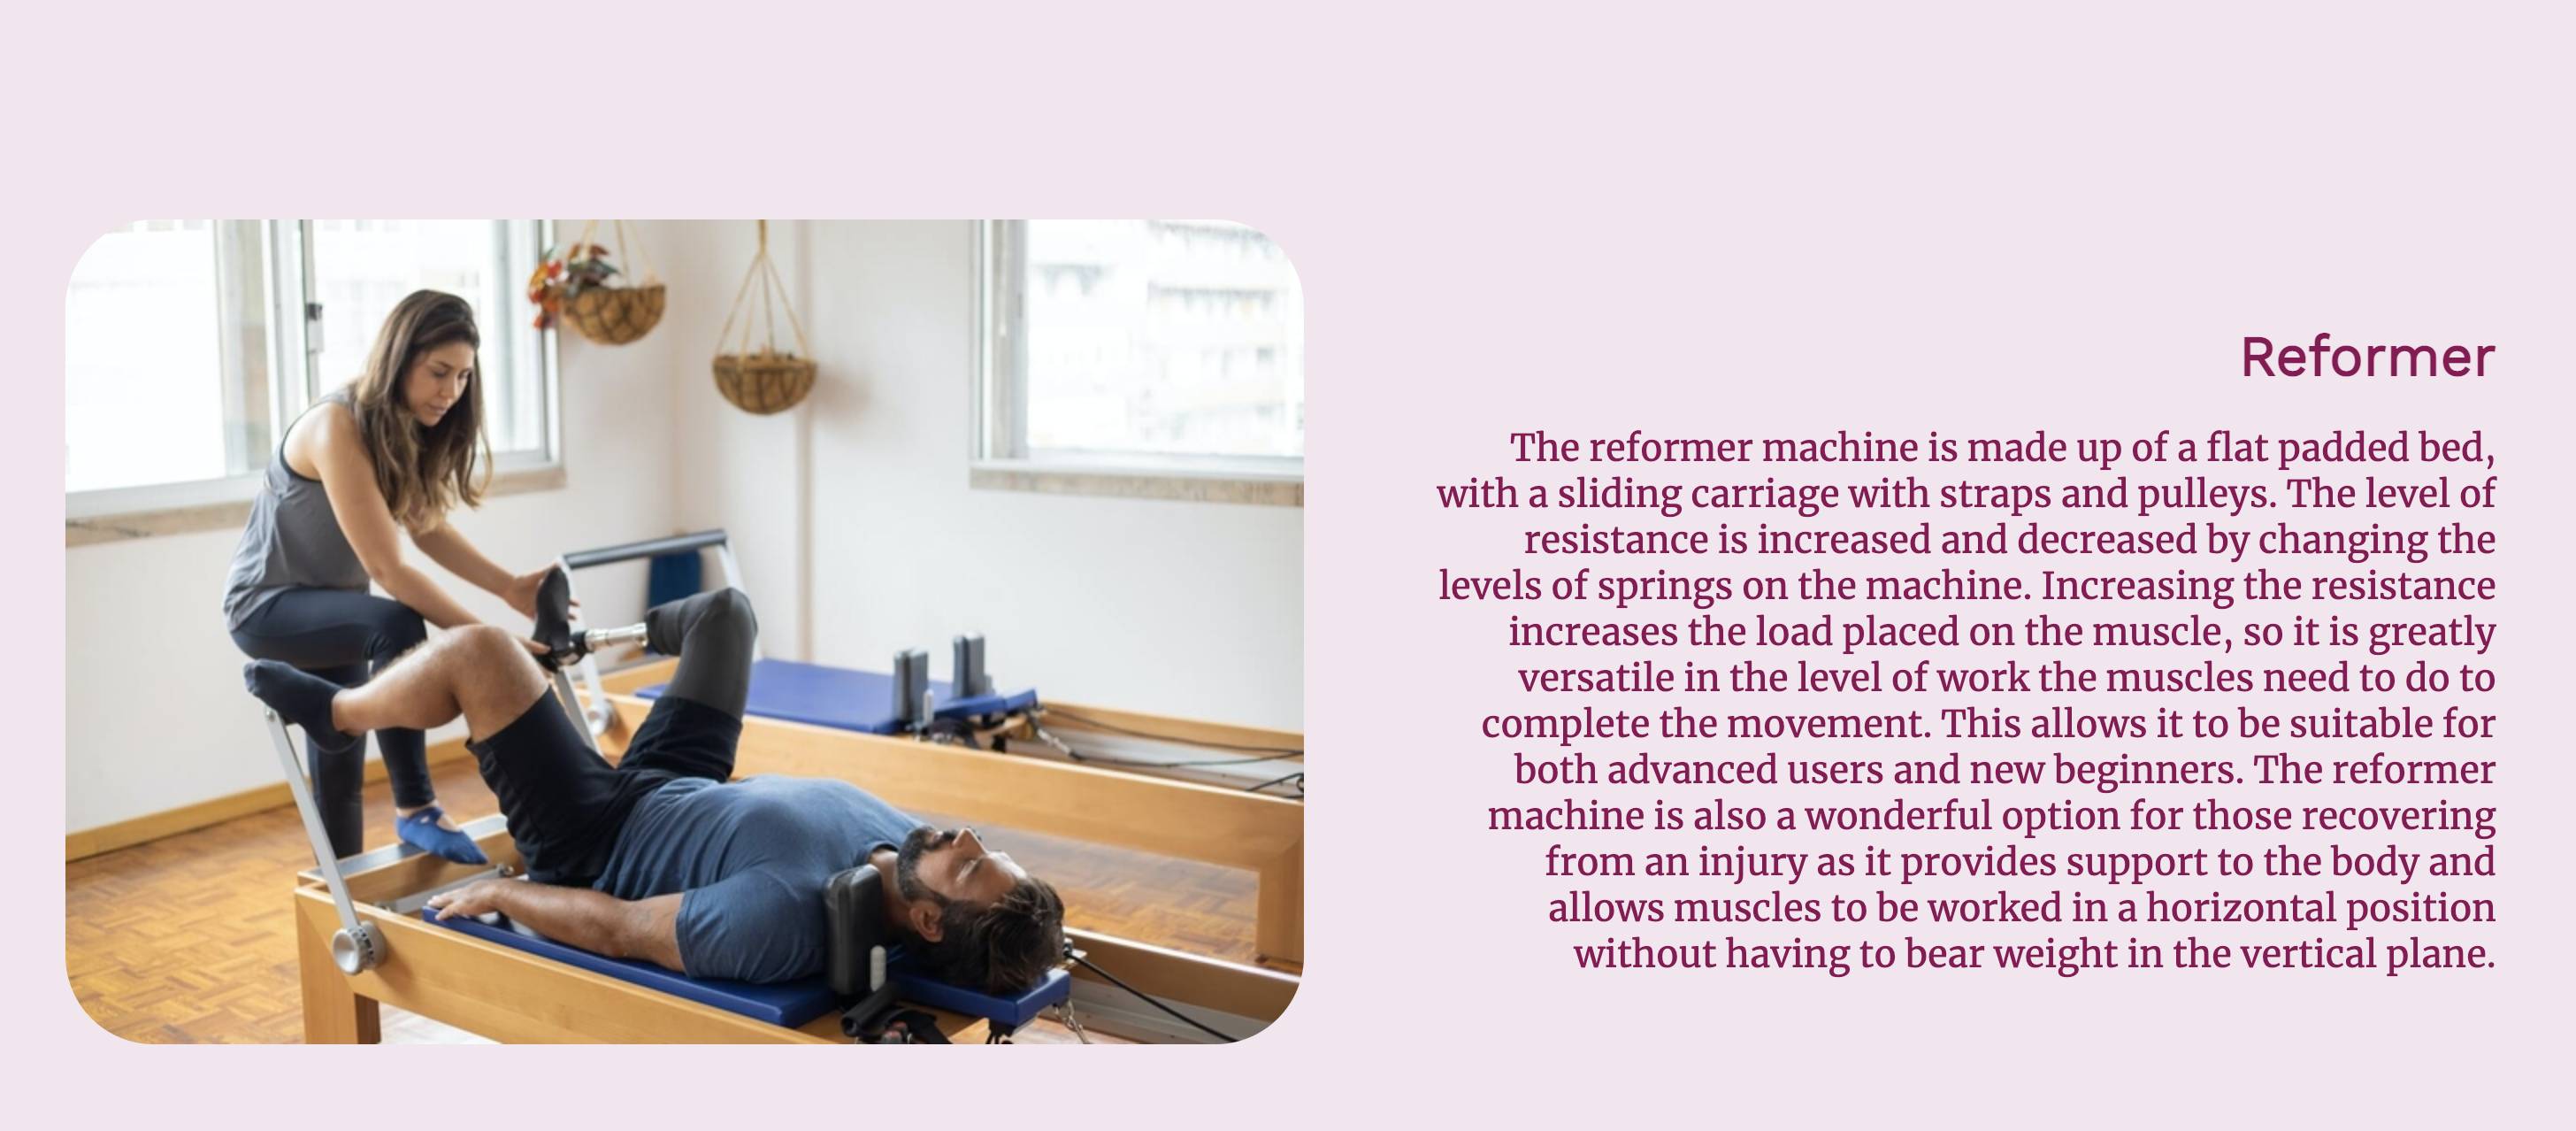 Reformer
The reformer machine is made up of a flat padded bed,
with a sliding carriage with straps and pulleys. The level of
resistance is increased and decreased by changing the
levels of springs on the machine. Increasing the resistance
increases the load placed on the muscle, so it is greatly
versatile in the level of work the muscles need to do to
complete the movement. This allows it to be suitable for
both advanced users and new beginners. The reformer
machine is also a wonderful option for those recovering
from an injury as it provides support to the body and
allows muscles to be worked in a horizontal position
without having to bear weight in the vertical plane.